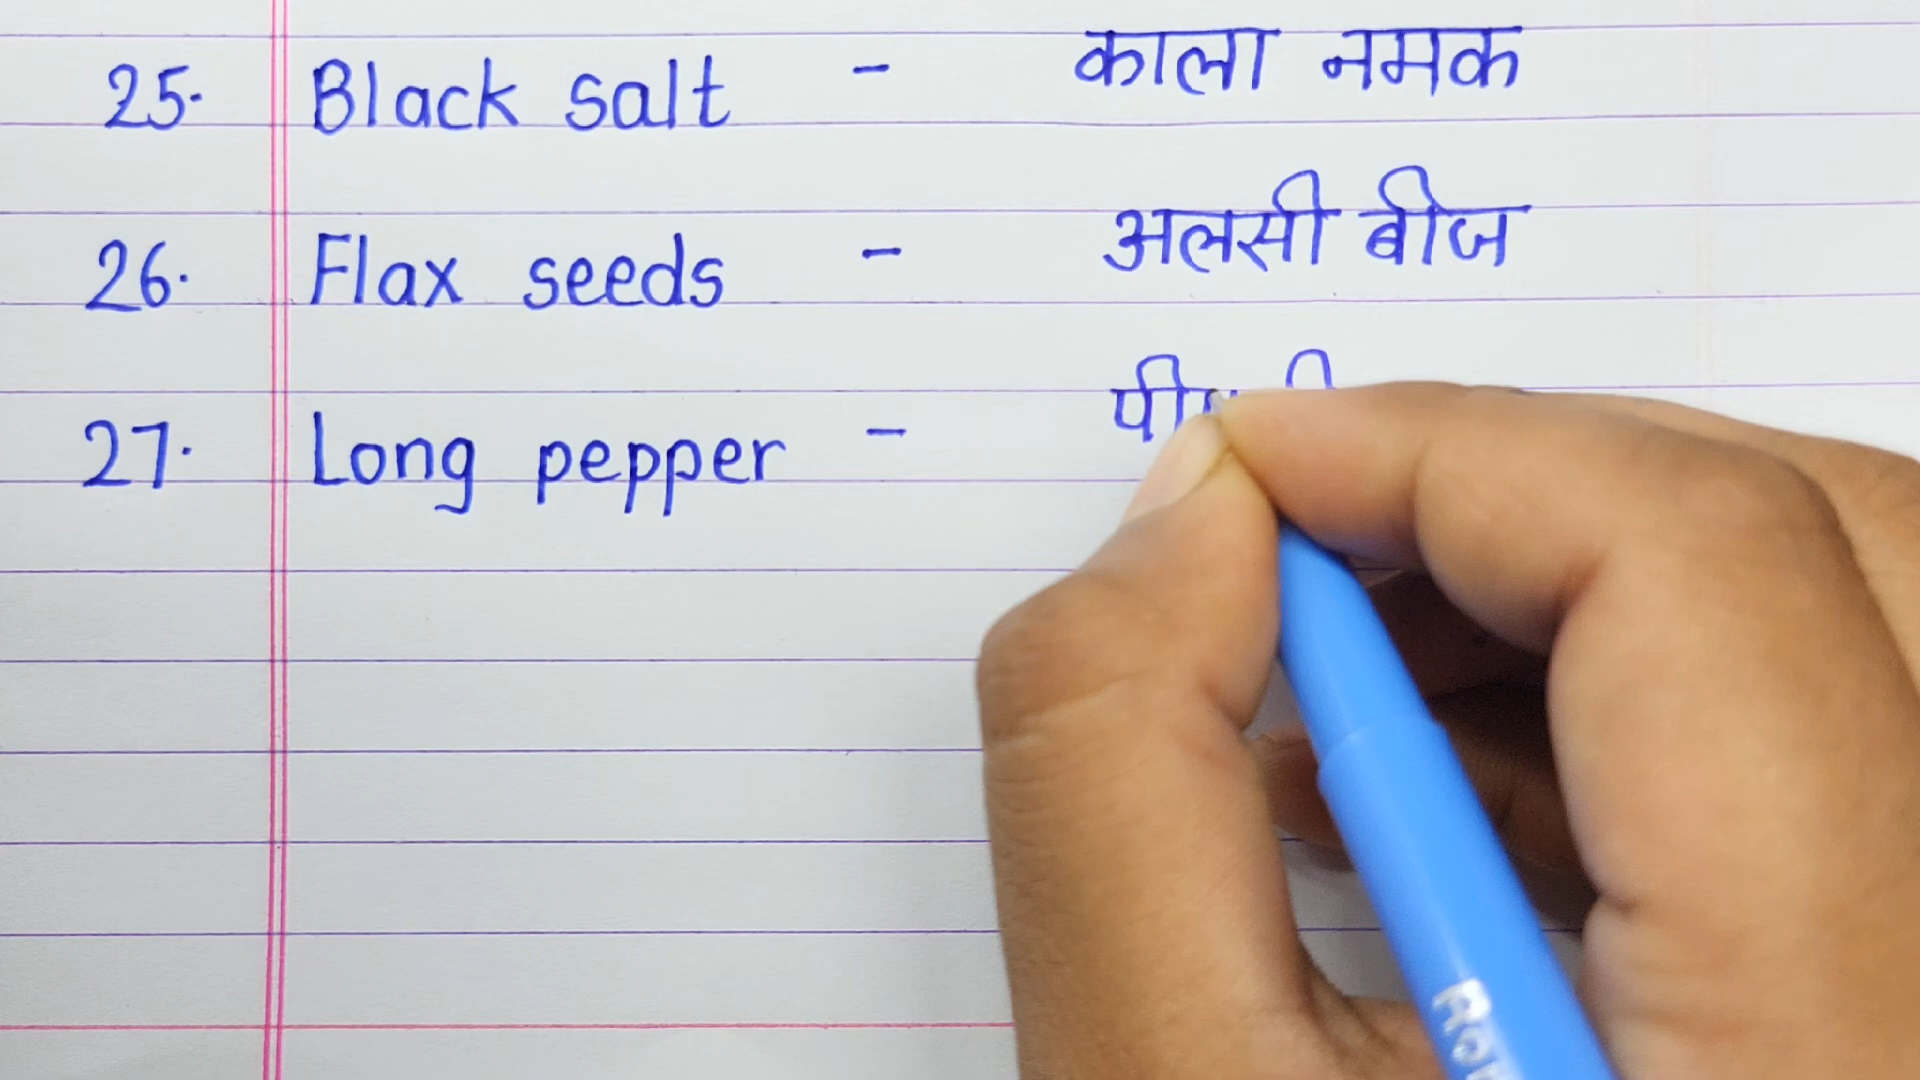 25. Black salt - काला नमक
26. Flax seeds - अलसी बीज
27. Long pepper -